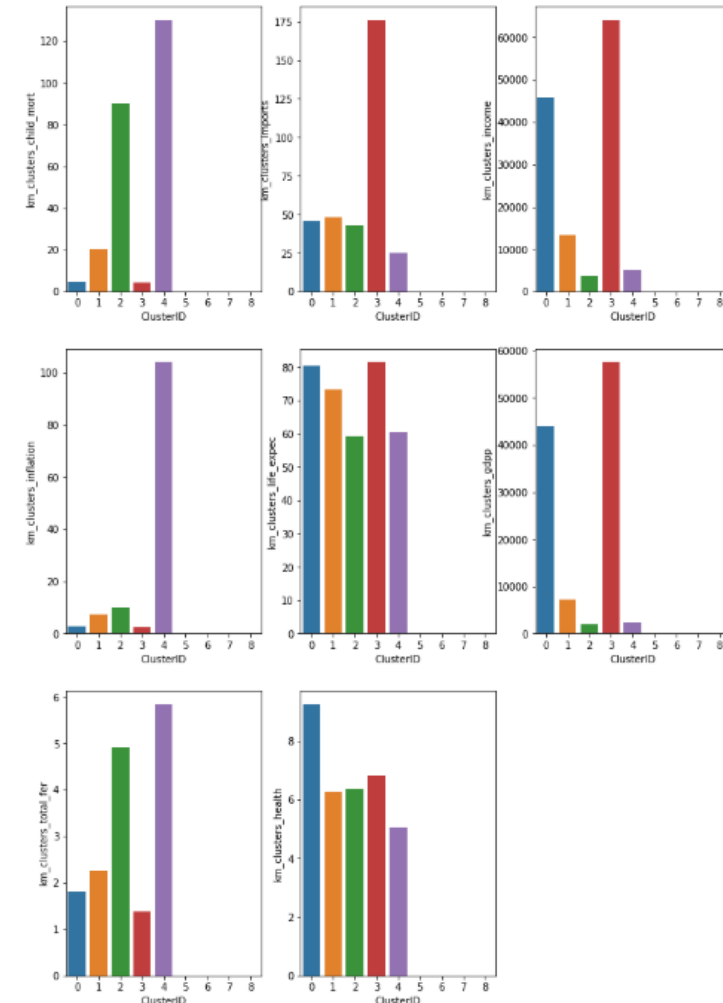 km_clusters_child_mort
120
100
80
60
40
20
0
0 1 2 3 4 5 6 7 8
ClusterID
km_clusters_imports
175
150
125
100
75
50
25
0
0 1 2 3 4 5 6 7 8
ClusterID
km_clusters_income
60000
50000
40000
30000
20000
10000
0
0 1 2 3 4 5 6 7 8
ClusterID
km_clusters_inflation
100
80
60
40
20
0
0 1 2 3 4 5 6 7 8
ClusterID
km_clusters_life_expec
80
70
60
50
40
30
20
10
0
0 1 2 3 4 5 6 7 8
ClusterID
km_clusters_gdpp
60000
50000
40000
30000
20000
10000
0
0 1 2 3 4 5 6 7 8
ClusterID
km_clusters_total_fer
6
5
4
3
2
1
0
0 1 2 3 4 5 6 7 8
ClusterID
km_clusters_health
8
6
4
2
0
0 1 2 3 4 5 6 7 8
ClusterID